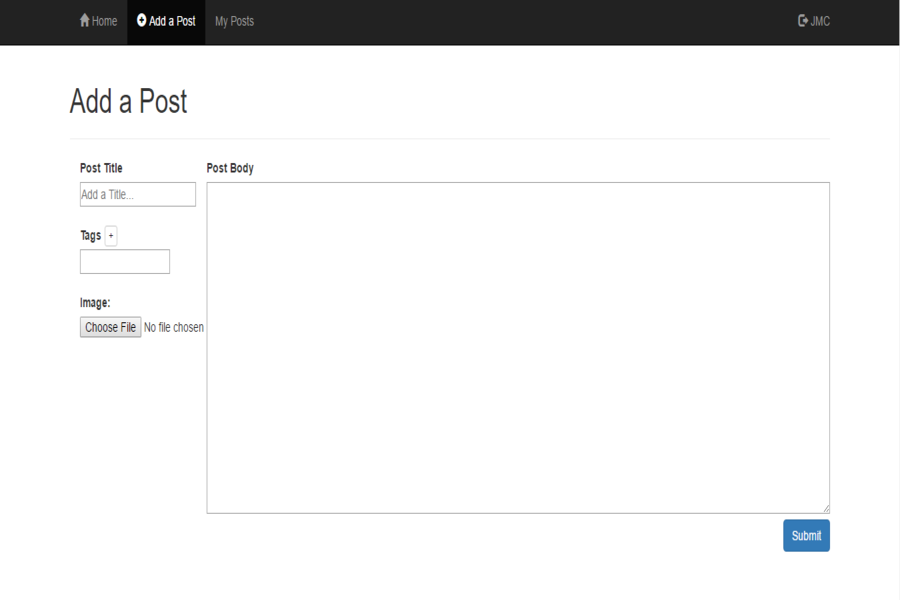 Home Add a Post My Posts JMC
Add a Post
Post Title Post Body
Add a Title...
Tags +
Image:
Choose File No file chosen
Submit